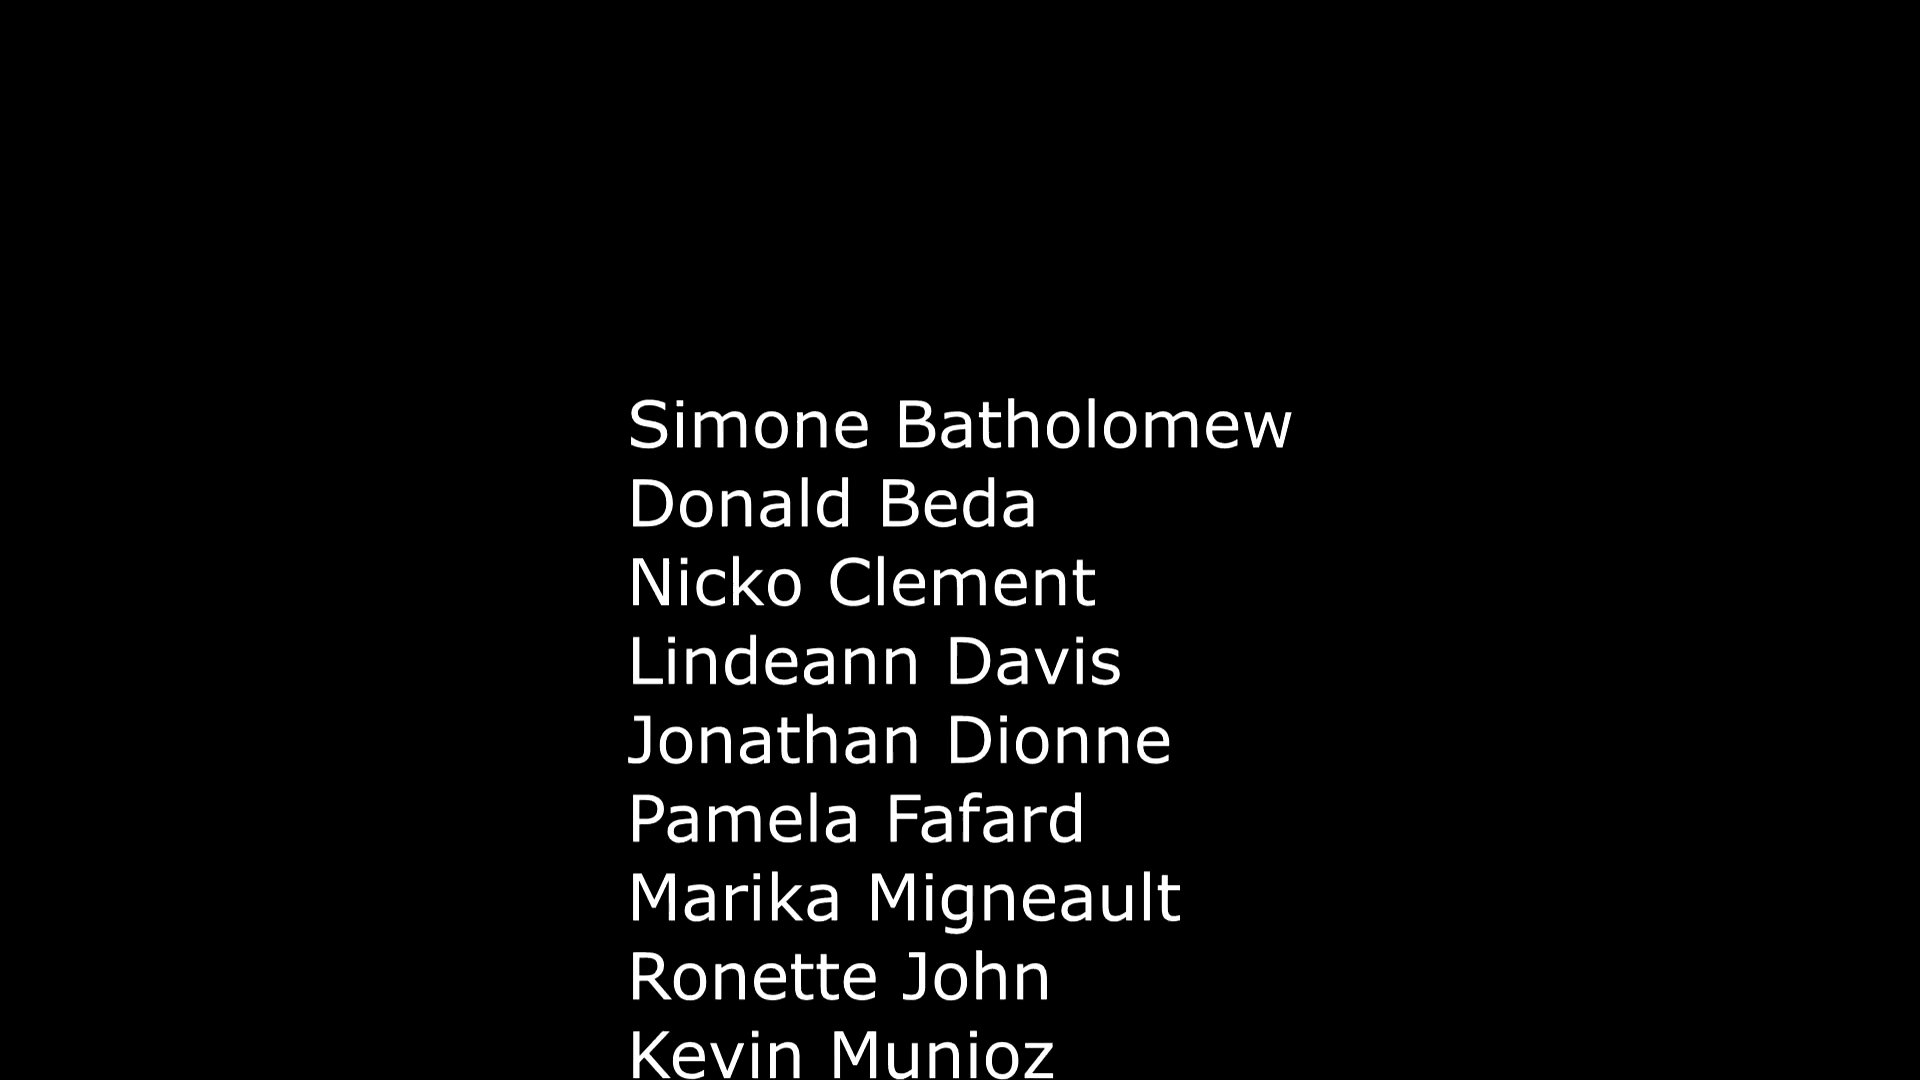 Simone Batholomew
Donald Beda
Nicko Clement
Lindeann Davis
Jonathan Dionne
Pamela Fafard
Marika Migneault
Ronette John
Kevin Munioz